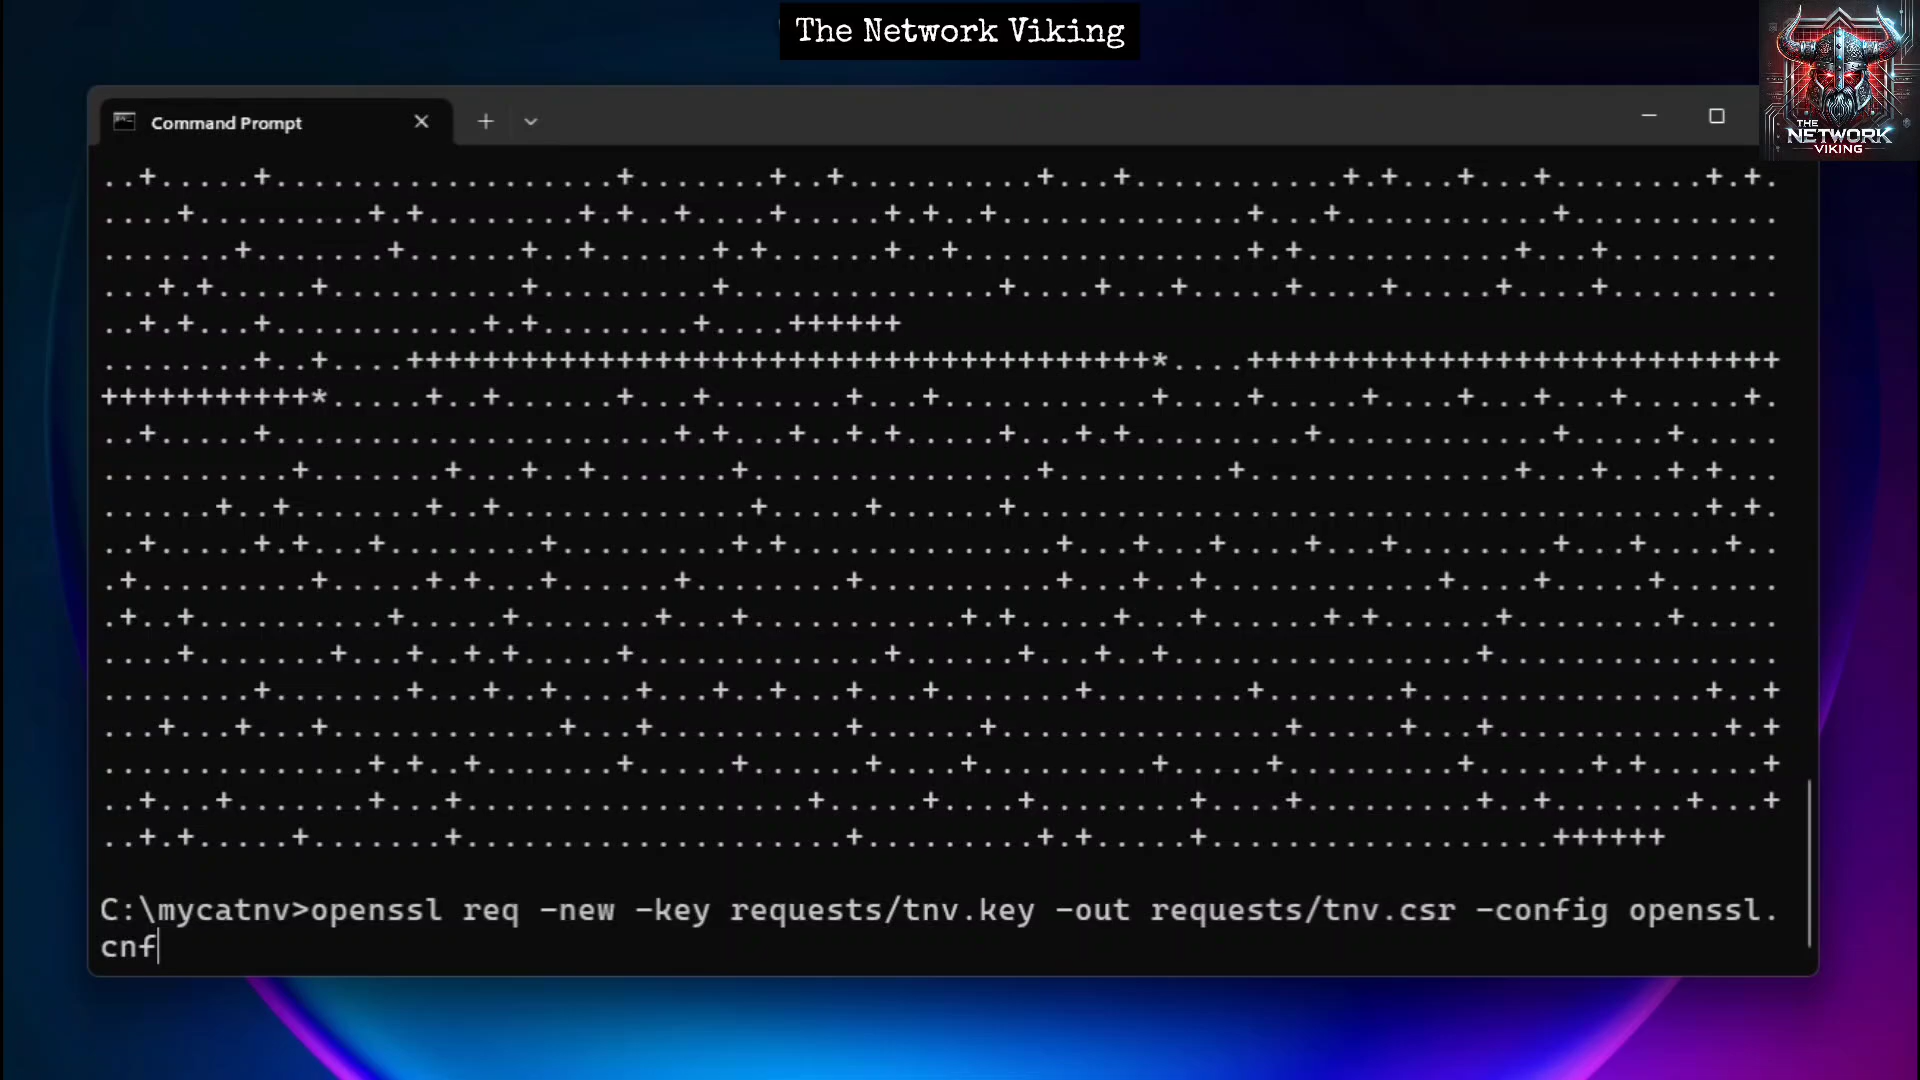 The Network Viking
THE
NETWORK
VIKING
Command Prompt
C:\mycatnv>openssl req -new -key requests/tnv.key -out requests/tnv.csr -config openssl.
cnf